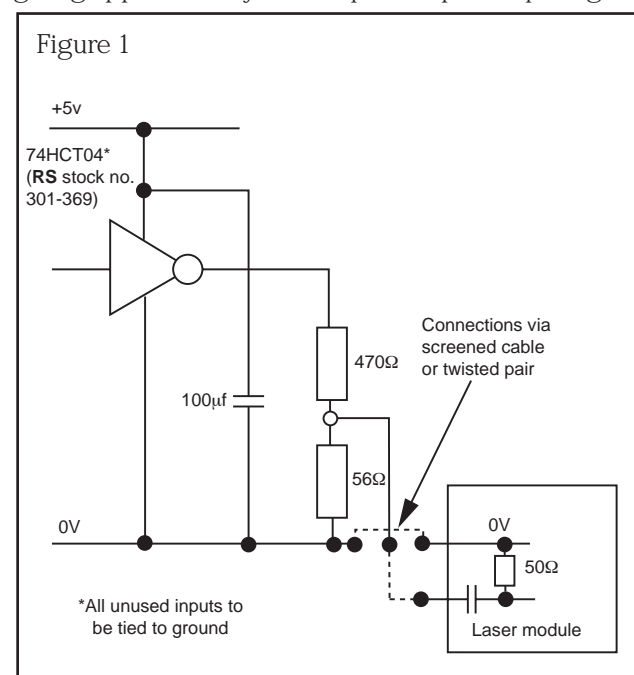 Figure 1
+5v
74HCT04*
(RS stock no.
301-369)
Connections via
screened cable
or twisted pair
470Ω
100µf
56Ω
0V
0V
50Ω
*All unused inputs to
be tied to ground
Laser module